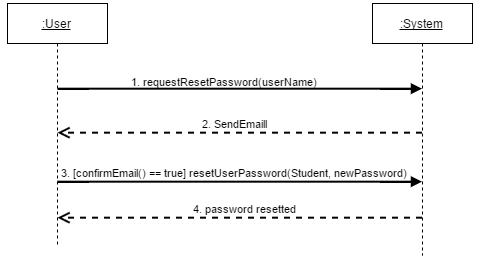 :User
:System
1. requestResetPassword(userName)
2. SendEmaill
3. [confirmEmail() == true] resetUserPassword(Student, newPassword)
4. password resetted